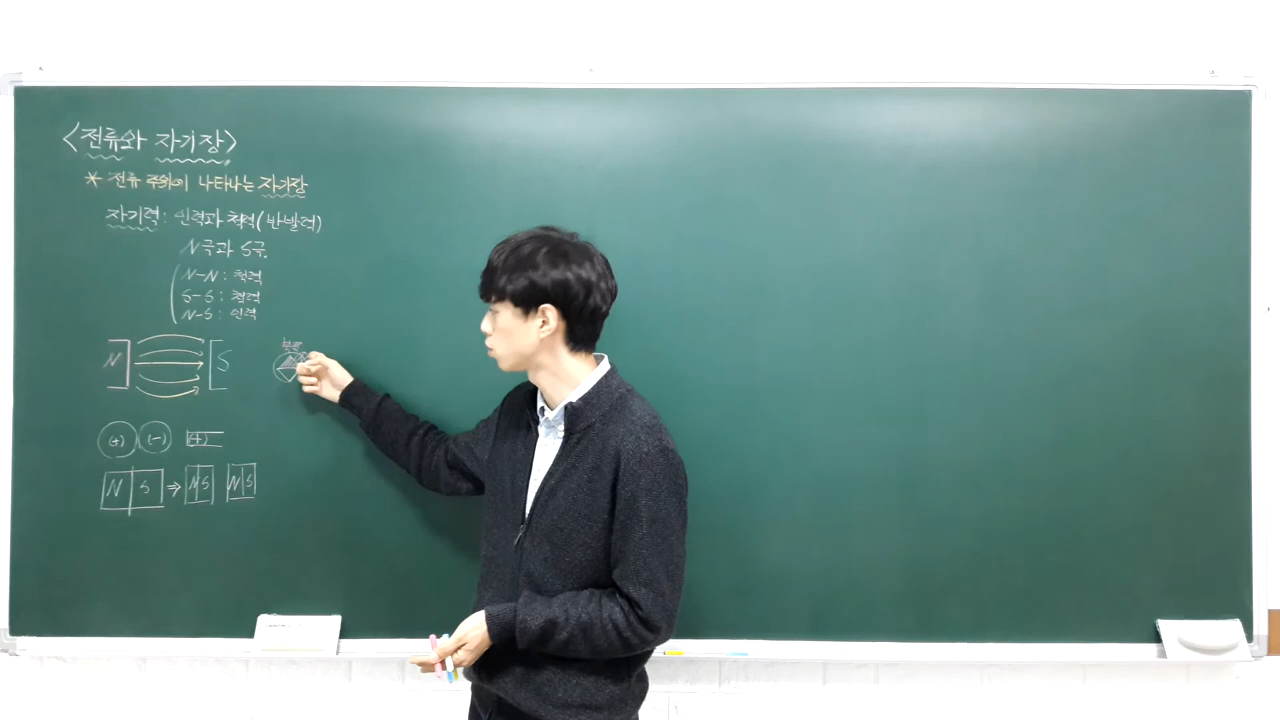 <전류와 자기장>
* 전류 주위에 나타나는 자기장
자기력 : 인력과 척력(반발력)
N극과 S극.
N-N : 척력
S-S : 척력
N-S : 인력
N S
(+) (-) (+)
N S ⇒ N S N S